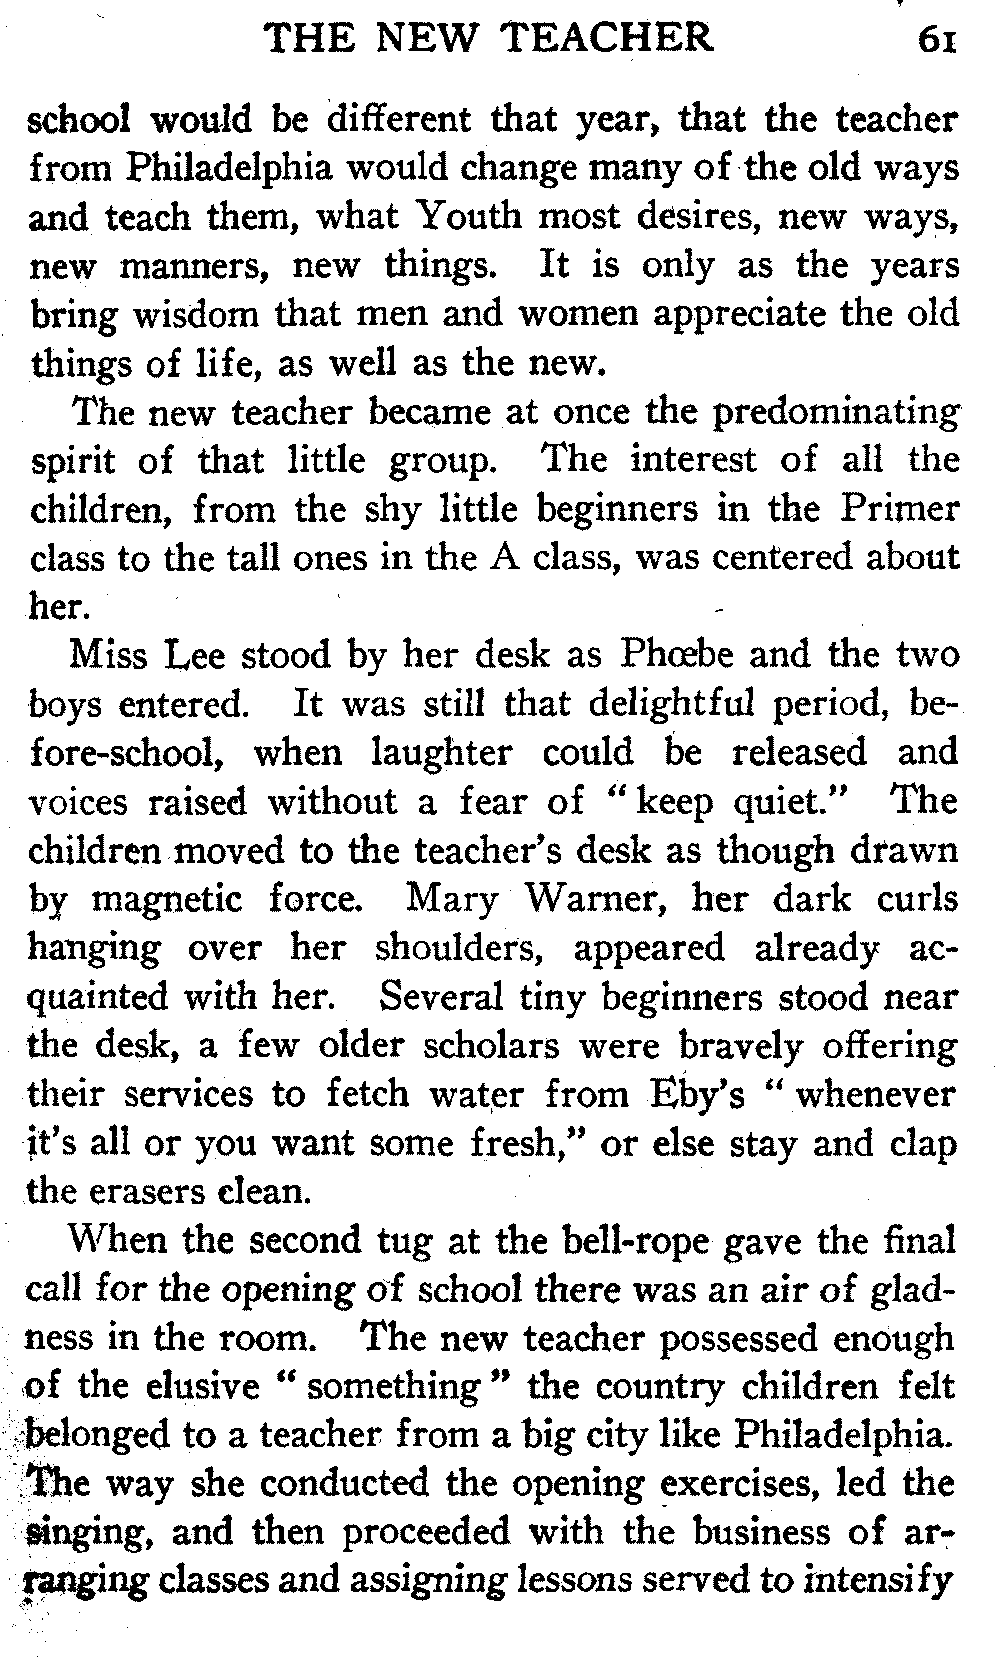 THE NEW TEACHER 61
school would be different that year, that the teacher
from Philadelphia would change many of the old ways
and teach them, what Youth most desires, new ways,
new manners, new things. It is only as the years
bring wisdom that men and women appreciate the old
things of life, as well as the new.
The new teacher became at once the predominating
spirit of that little group. The interest of all the
children, from the shy little beginners in the Primer
class to the tall ones in the A class, was centered about
her.
Miss Lee stood by her desk as Phœbe and the two
boys entered. It was still that delightful period, be-
fore-school, when laughter could be released and
voices raised without a fear of “ keep quiet.” The
children moved to the teacher's desk as though drawn
by magnetic force. Mary Warner, her dark curls
hanging over her shoulders, appeared already ac-
quainted with her. Several tiny beginners stood near
the desk, a few older scholars were bravely offering
their services to fetch water from Eby's “ whenever
it's all or you want some fresh,” or else stay and clap
the erasers clean.
When the second tug at the bell-rope gave the final
call for the opening of school there was an air of glad-
ness in the room. The new teacher possessed enough
of the elusive “ something ” the country children felt
belonged to a teacher from a big city like Philadelphia.
The way she conducted the opening exercises, led the
singing, and then proceeded with the business of ar-
ranging classes and assigning lessons served to intensify